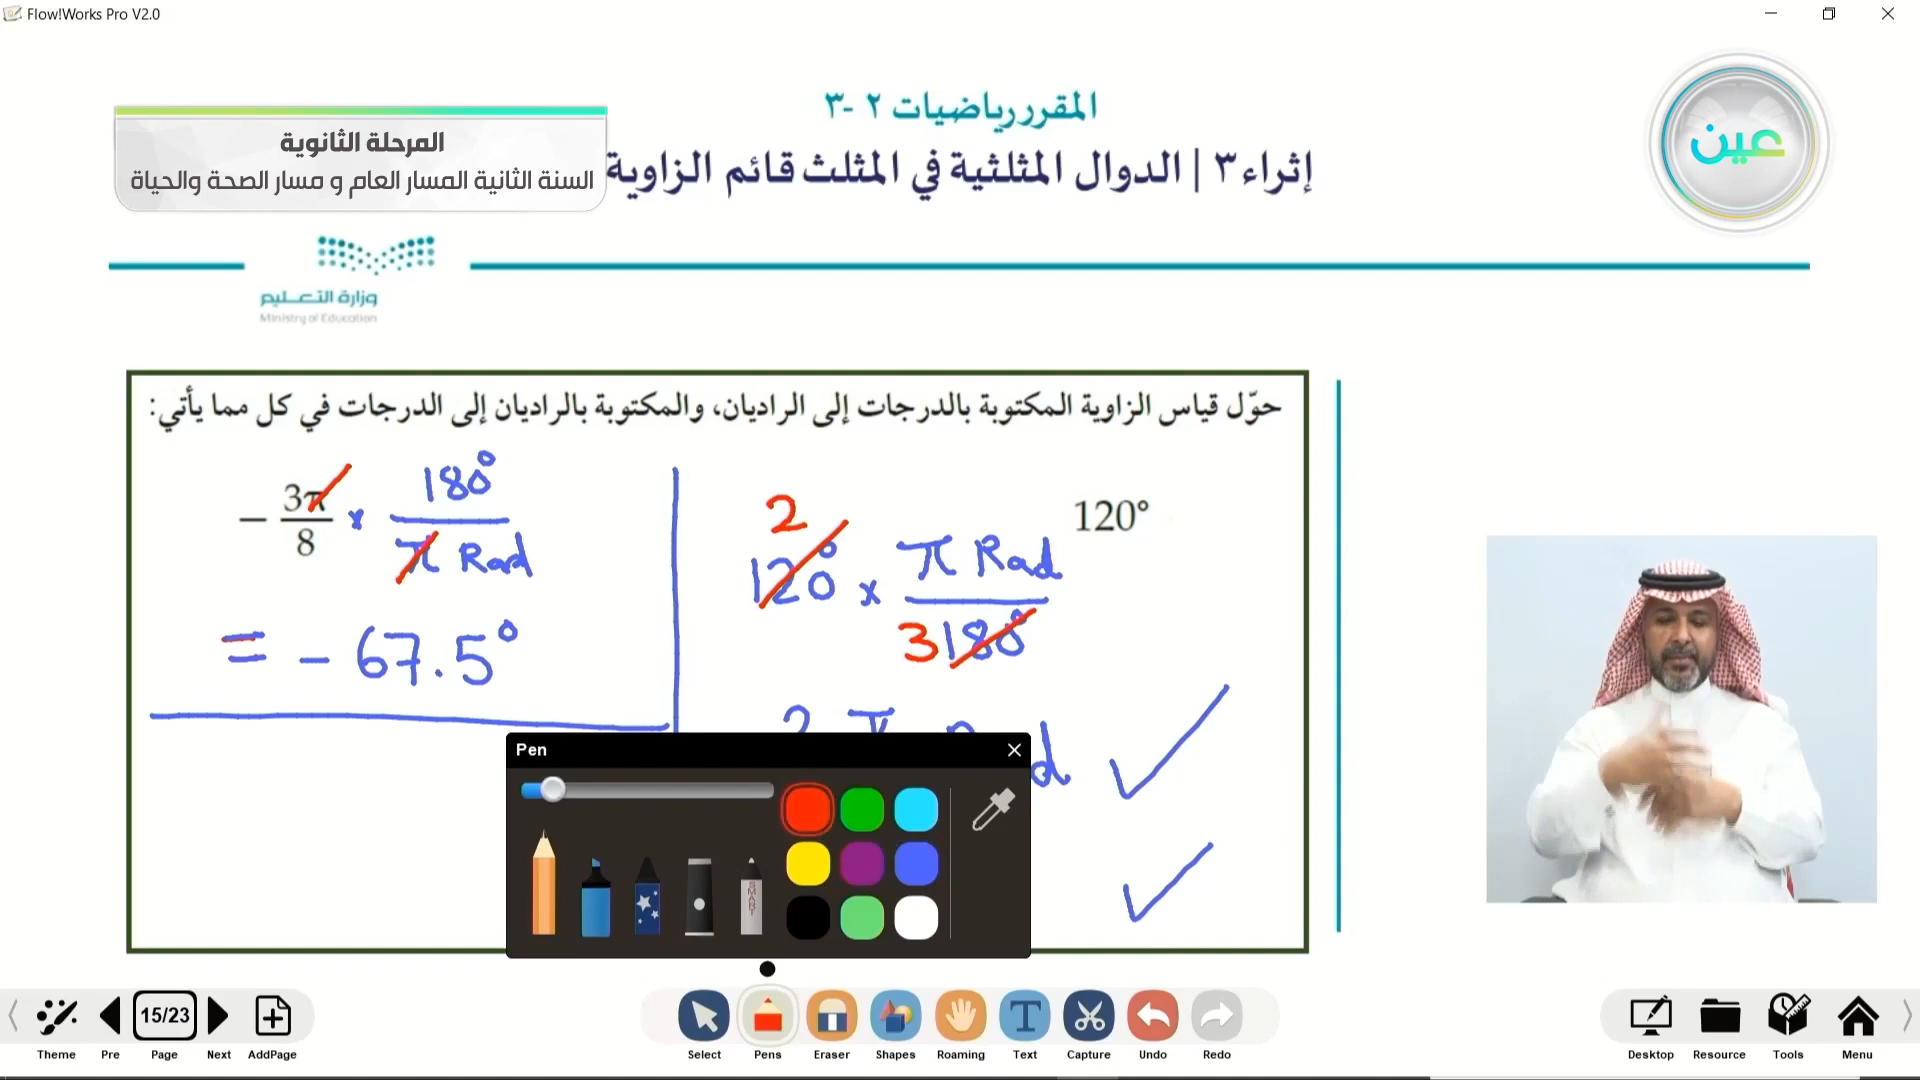 Flow!Works Pro V2.0
المقرر رياضيات ٢ -٣
إثراء ٣ | الدوال المثلثية في المثلث قائم الزاوية
المرحلة الثانوية
السنة الثانية المسار العام و مسار الصحة والحياة
عين
وزارة التعليم
Ministry of Education
حوّل قياس الزاوية المكتوبة بالدرجات إلى الراديان، والمكتوبة بالراديان إلى الدرجات في كل مما يأتي:
120°
2
120° × π Rad
3 180°
2 π
d
− 3π/8 × 180°/π Rad
= − 67.5°
Pen
SMART
15/23
Theme Pre Page Next AddPage
Select Pens Eraser Shapes Roaming Text Capture Undo Redo
Desktop Resource Tools Menu